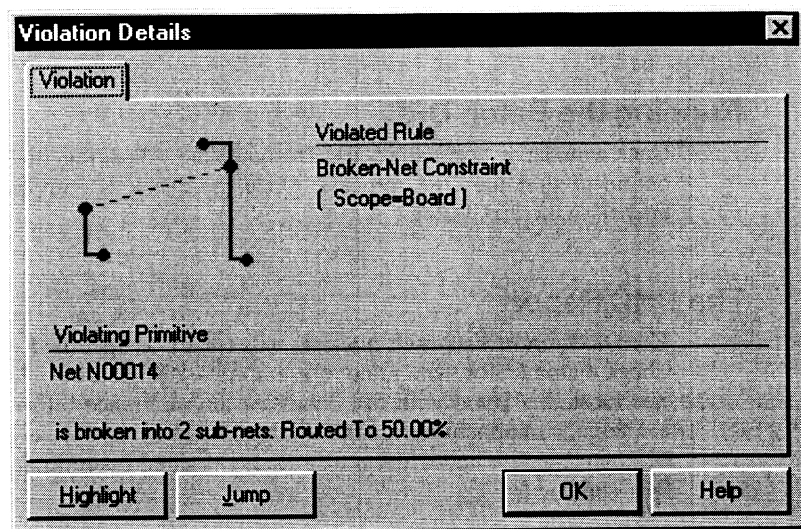 Violation Details
Violation
Violated Rule
Broken-Net Constraint
( Scope=Board )
Violating Primitive
Net N00014
is broken into 2 sub-nets. Routed To 50.00%
Highlight
Jump
OK
Help